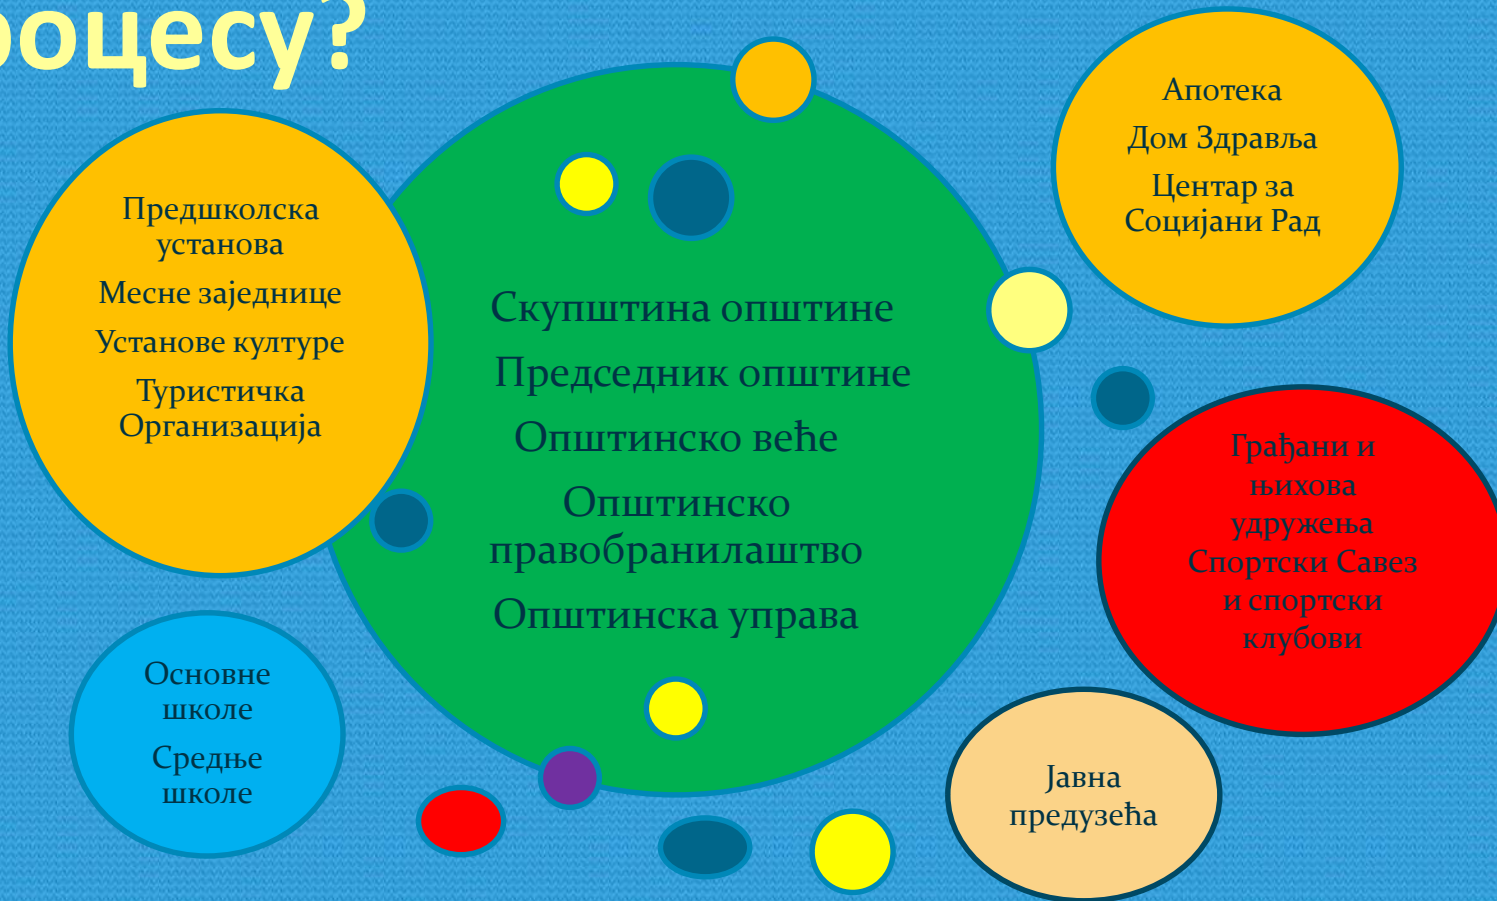 роцесу?
Предшколска
установа
Месне заједнице
Установе културе
Туристичка
Организација
Скупштина општине
Председник општине
Општинско веће
Општинско
правобранилаштво
Општинска управа
Апотека
Дом Здравља
Центар за
Социјани Рад
Грађани и
њихова
удружења
Спортски Савез
и спортски
клубови
Основне
школе
Средње
школе
Јавна
предузећа